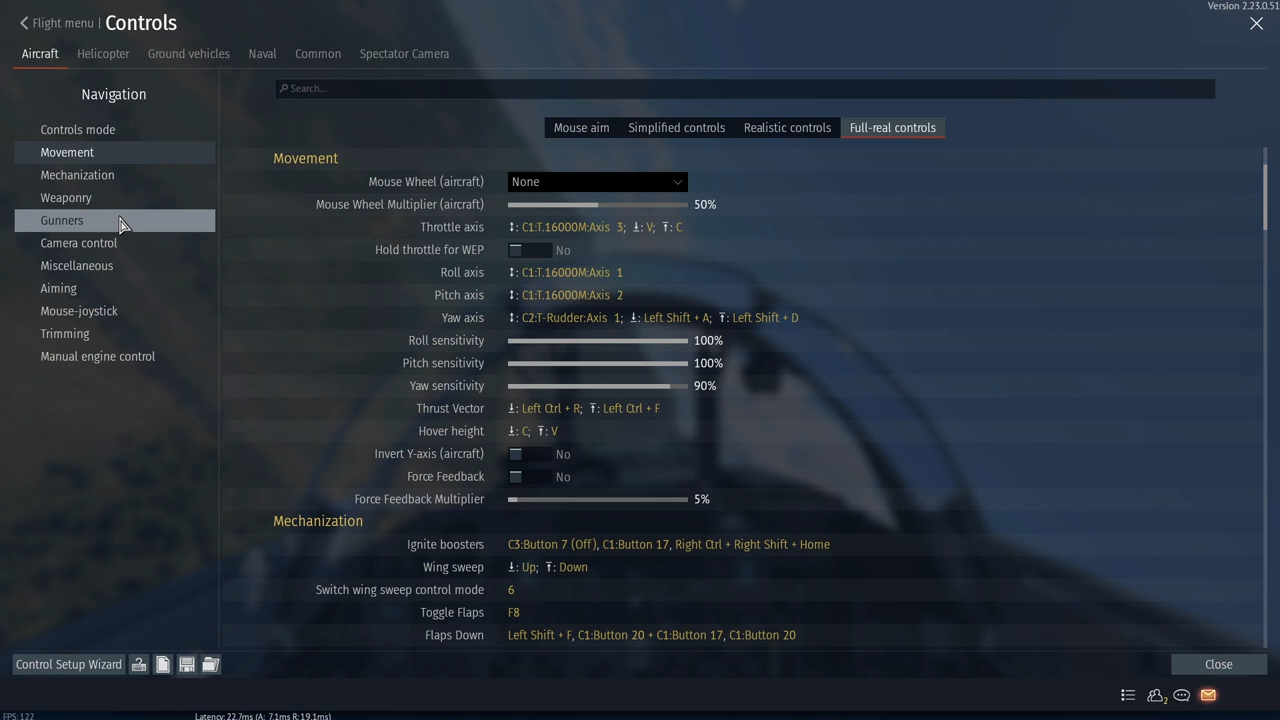 Version 2.23.0.51
Flight menu | Controls
Aircraft Helicopter Ground vehicles Naval Common Spectator Camera
Navigation
Controls mode
Movement
Mechanization
Weaponry
Gunners
Camera control
Miscellaneous
Aiming
Mouse-joystick
Trimming
Manual engine control
Search...
Mouse aim Simplified controls Realistic controls Full-real controls
Movement
Mouse Wheel (aircraft) None
Mouse Wheel Multiplier (aircraft) 50%
Throttle axis ↕: C1:T.16000M:Axis 3; ↓: V; ↑: C
Hold throttle for WEP No
Roll axis ↕: C1:T.16000M:Axis 1
Pitch axis ↕: C1:T.16000M:Axis 2
Yaw axis ↕: C2:T-Rudder:Axis 1; ↓: Left Shift + A; ↑: Left Shift + D
Roll sensitivity 100%
Pitch sensitivity 100%
Yaw sensitivity 90%
Thrust Vector ↓: Left Ctrl + R; ↑: Left Ctrl + F
Hover height ↓: C; ↑: V
Invert Y-axis (aircraft) No
Force Feedback No
Force Feedback Multiplier 5%
Mechanization
Ignite boosters C3:Button 7 (Off), C1:Button 17, Right Ctrl + Right Shift + Home
Wing sweep ↓: Up; ↑: Down
Switch wing sweep control mode 6
Toggle Flaps F8
Flaps Down Left Shift + F, C1:Button 20 + C1:Button 17, C1:Button 20
Control Setup Wizard
Close
2
FPS:122 Latency: 22.7ms (A: 7.1ms R:19.1ms)